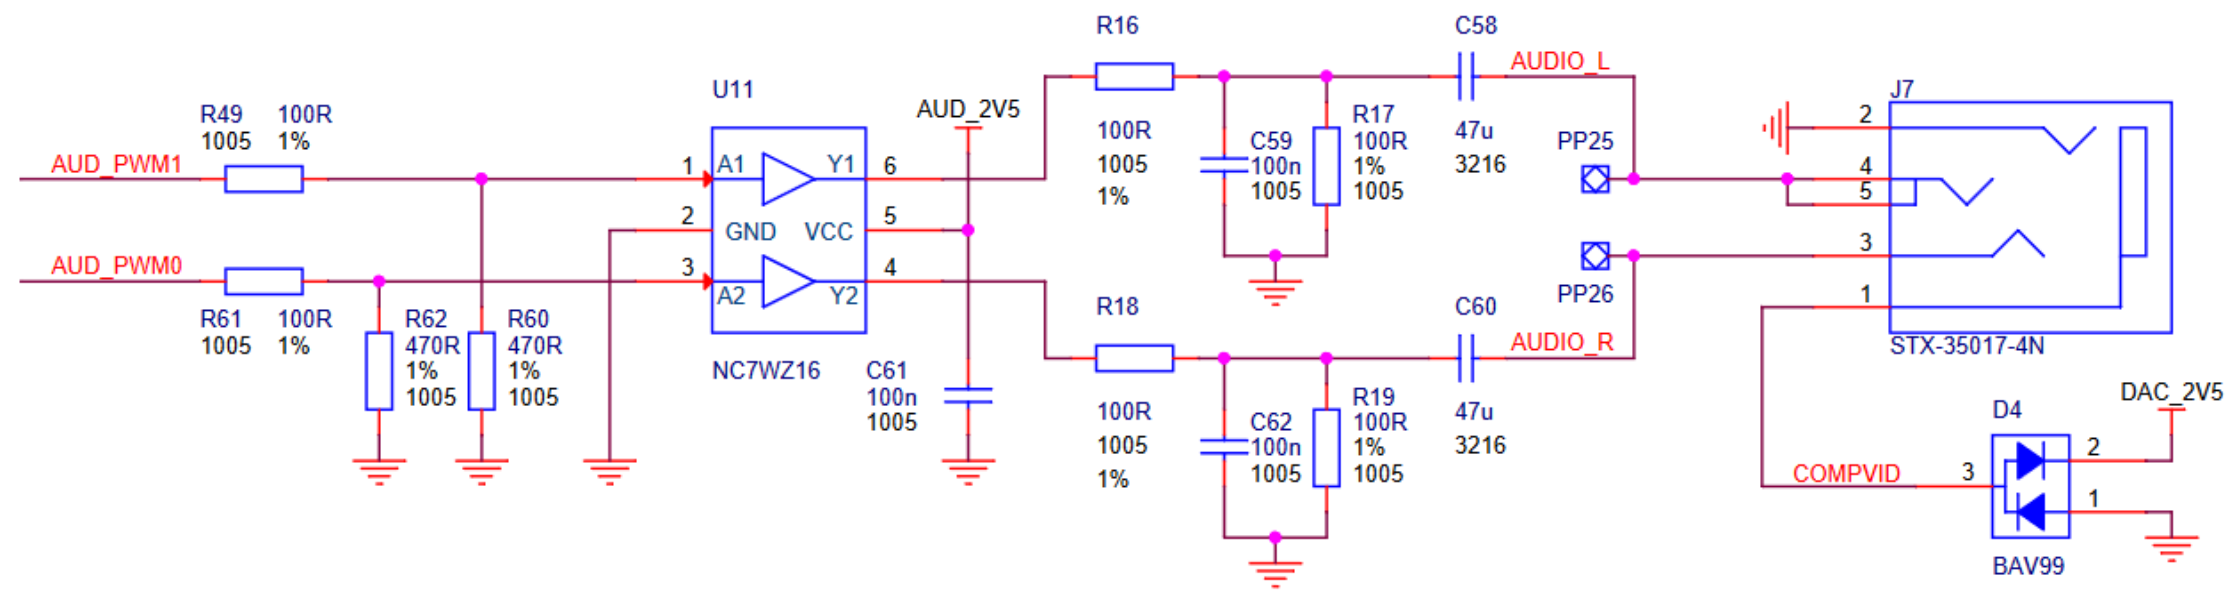 R16
C58
AUDIO_L
U11
J7
R49 100R
1005 1%
AUD_2V5
100R
1005
1%
C59
100n
1005
R17
100R
1%
1005
47u
3216
PP25
2
AUD_PWM1
1 A1 Y1 6
4
5
2 GND VCC 5
PP26
3
AUD_PWM0
3 A2 Y2 4
1
R61 100R
1005 1%
R62
470R
1%
1005
R60
470R
1%
1005
R18
C60
AUDIO_R
STX-35017-4N
NC7WZ16
C61
100n
1005
100R
1005
1%
C62
100n
1005
R19
100R
1%
1005
47u
3216
DAC_2V5
D4
COMPVID 3
2
1
BAV99